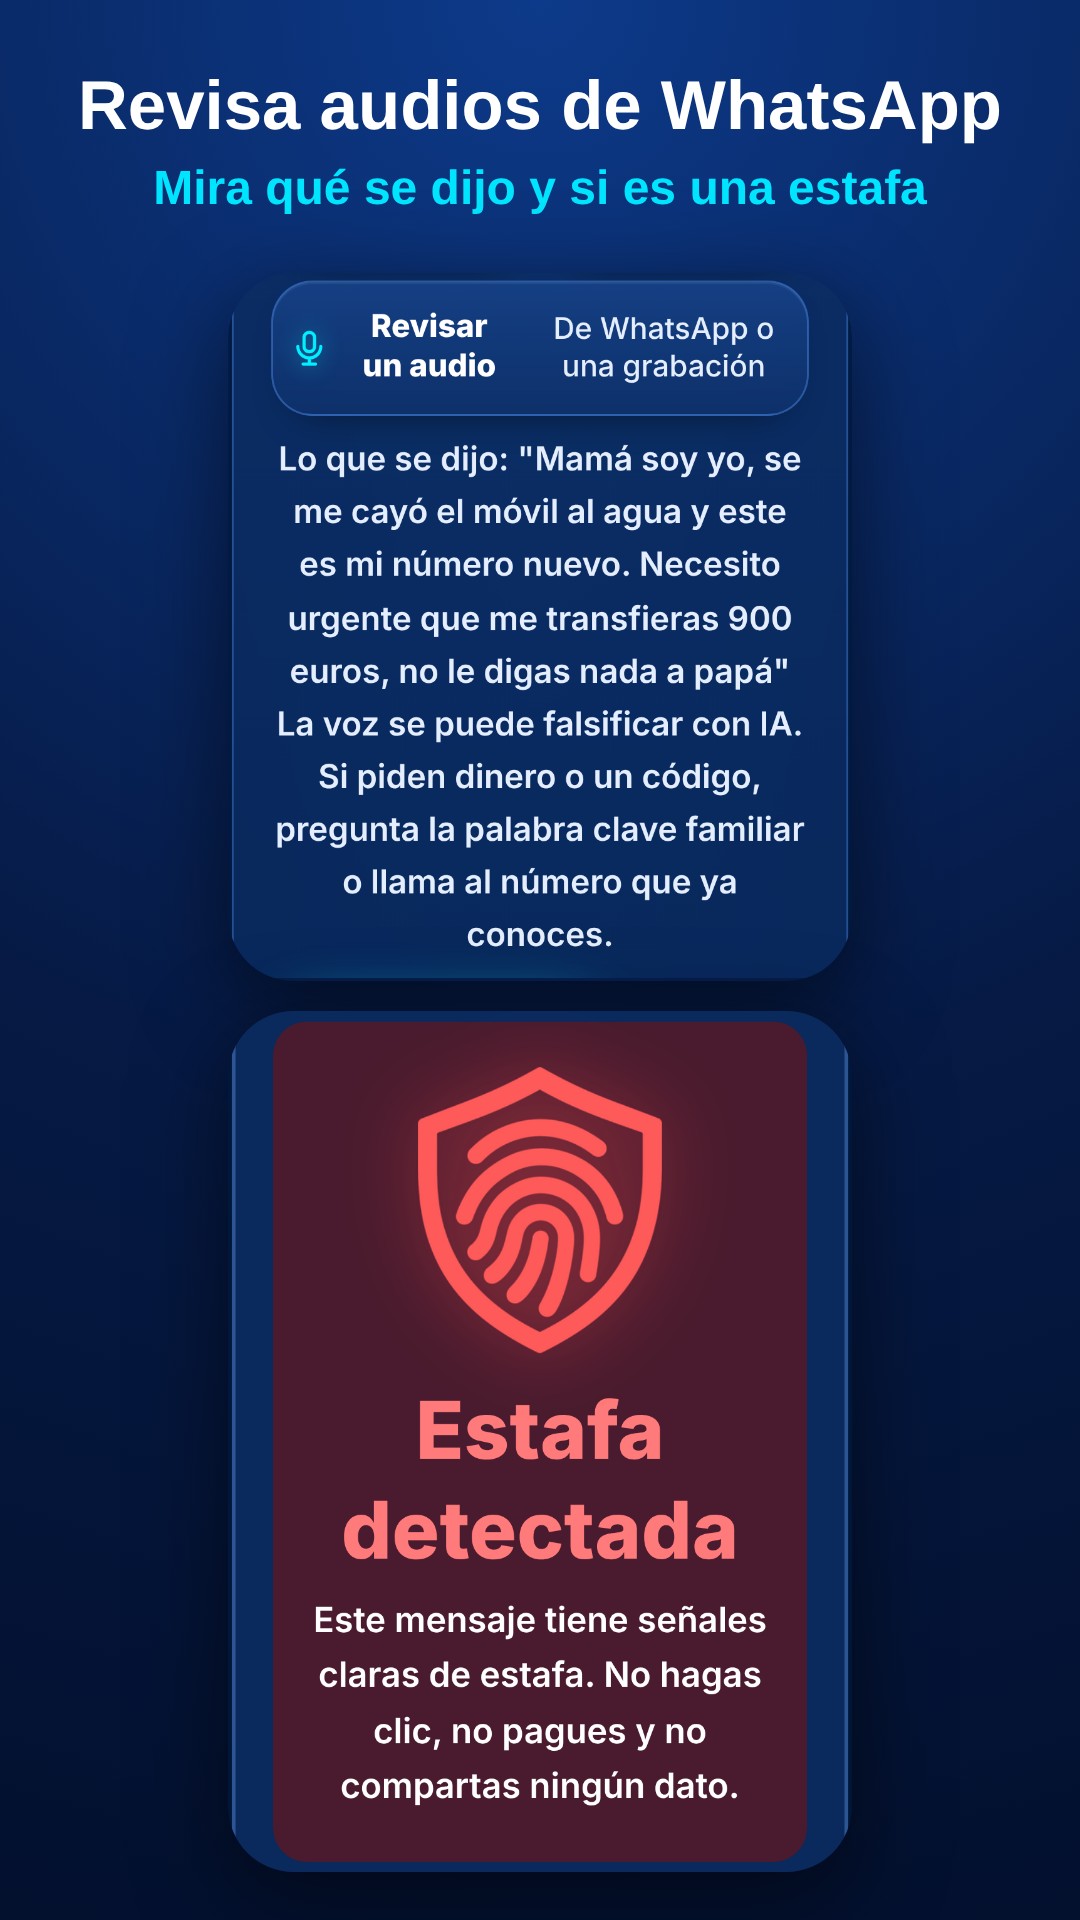 Revisa audios de WhatsApp
Mira qué se dijo y si es una estafa
Revisar
un audio
De WhatsApp o
una grabación
Lo que se dijo: "Mamá soy yo, se
me cayó el móvil al agua y este
es mi número nuevo. Necesito
urgente que me transfieras 900
euros, no le digas nada a papá"
La voz se puede falsificar con IA.
Si piden dinero o un código,
pregunta la palabra clave familiar
o llama al número que ya
conoces.
Estafa
detectada
Este mensaje tiene señales
claras de estafa. No hagas
clic, no pagues y no
compartas ningún dato.